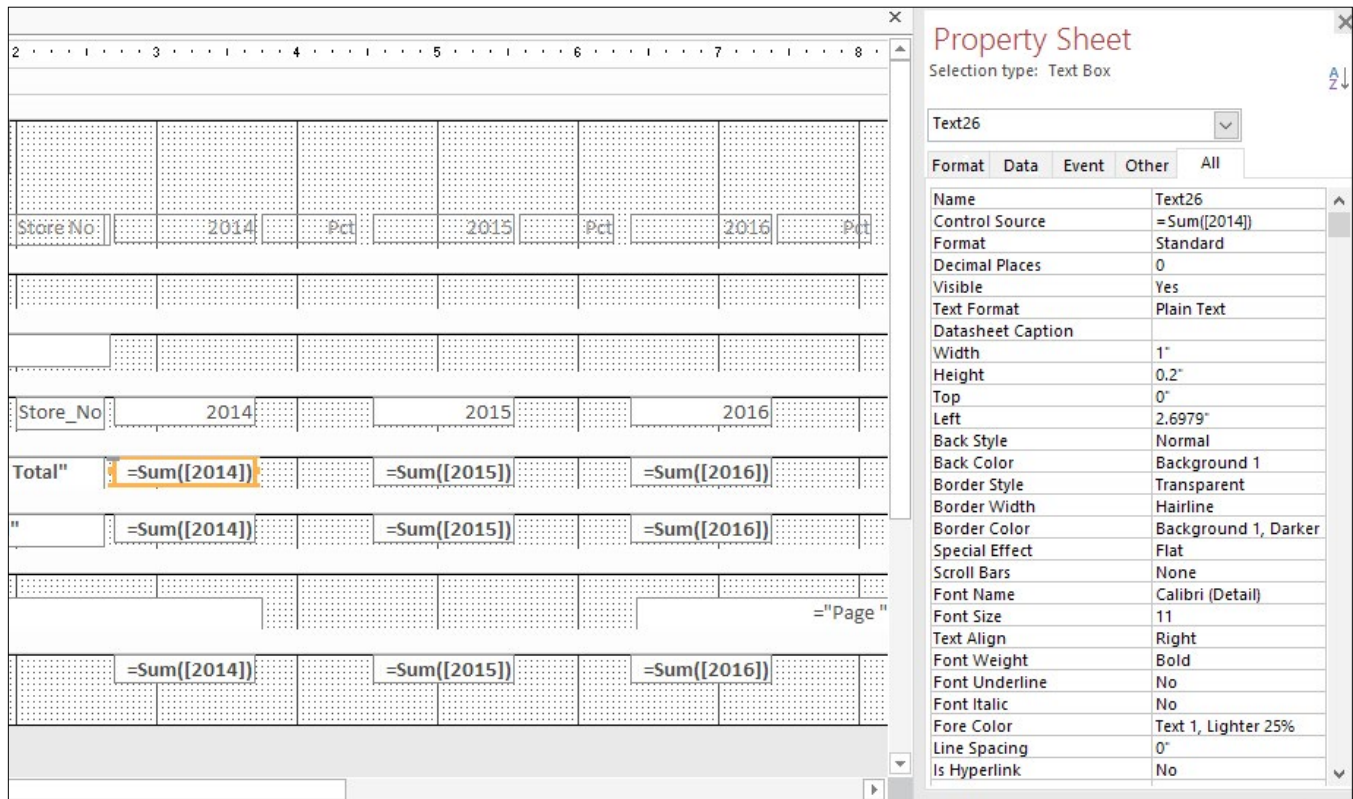 2 3 4 5 6 7 8
Store No 2014 Pct 2015 Pct 2016 Pct
Store_No 2014 2015 2016
Total" =Sum([2014]) =Sum([2015]) =Sum([2016])
" =Sum([2014]) =Sum([2015]) =Sum([2016])
="Page "
=Sum([2014]) =Sum([2015]) =Sum([2016])
Property Sheet
Selection type: Text Box
A
Z
Text26
Format Data Event Other All
Name Text26
Control Source =Sum([2014])
Format Standard
Decimal Places 0
Visible Yes
Text Format Plain Text
Datasheet Caption
Width 1"
Height 0.2"
Top 0"
Left 2.6979"
Back Style Normal
Back Color Background 1
Border Style Transparent
Border Width Hairline
Border Color Background 1, Darker
Special Effect Flat
Scroll Bars None
Font Name Calibri (Detail)
Font Size 11
Text Align Right
Font Weight Bold
Font Underline No
Font Italic No
Fore Color Text 1, Lighter 25%
Line Spacing 0"
Is Hyperlink No